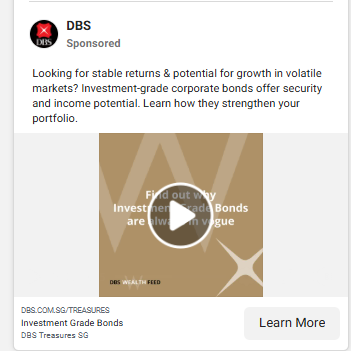 DBS
Sponsored
DBS
Looking for stable returns & potential for growth in volatile
markets? Investment-grade corporate bonds offer security
and income potential. Learn how they strengthen your
portfolio.
Find out why
Investment Grade Bonds
are always in vogue
DBS WEALTH FEED
DBS.COM.SG/TREASURES
Investment Grade Bonds
DBS Treasures SG
Learn More